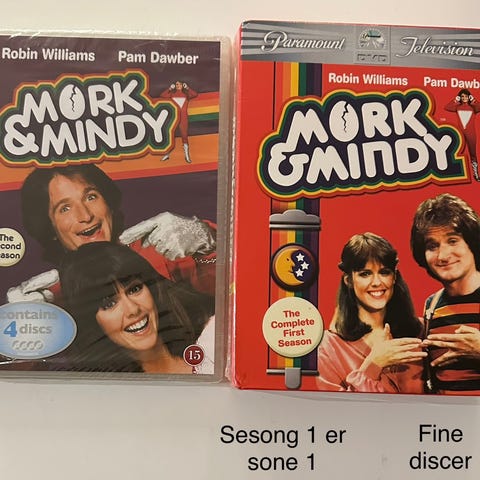 Robin Williams Pam Dawber
MORK
& MINDY
The
Second
Season
contains
4 discs
15
Paramount Television
Robin Williams Pam Dawb
MORK
& MINDY
The
Complete
First
Season
Sesong 1 er
sone 1
Fine
discer